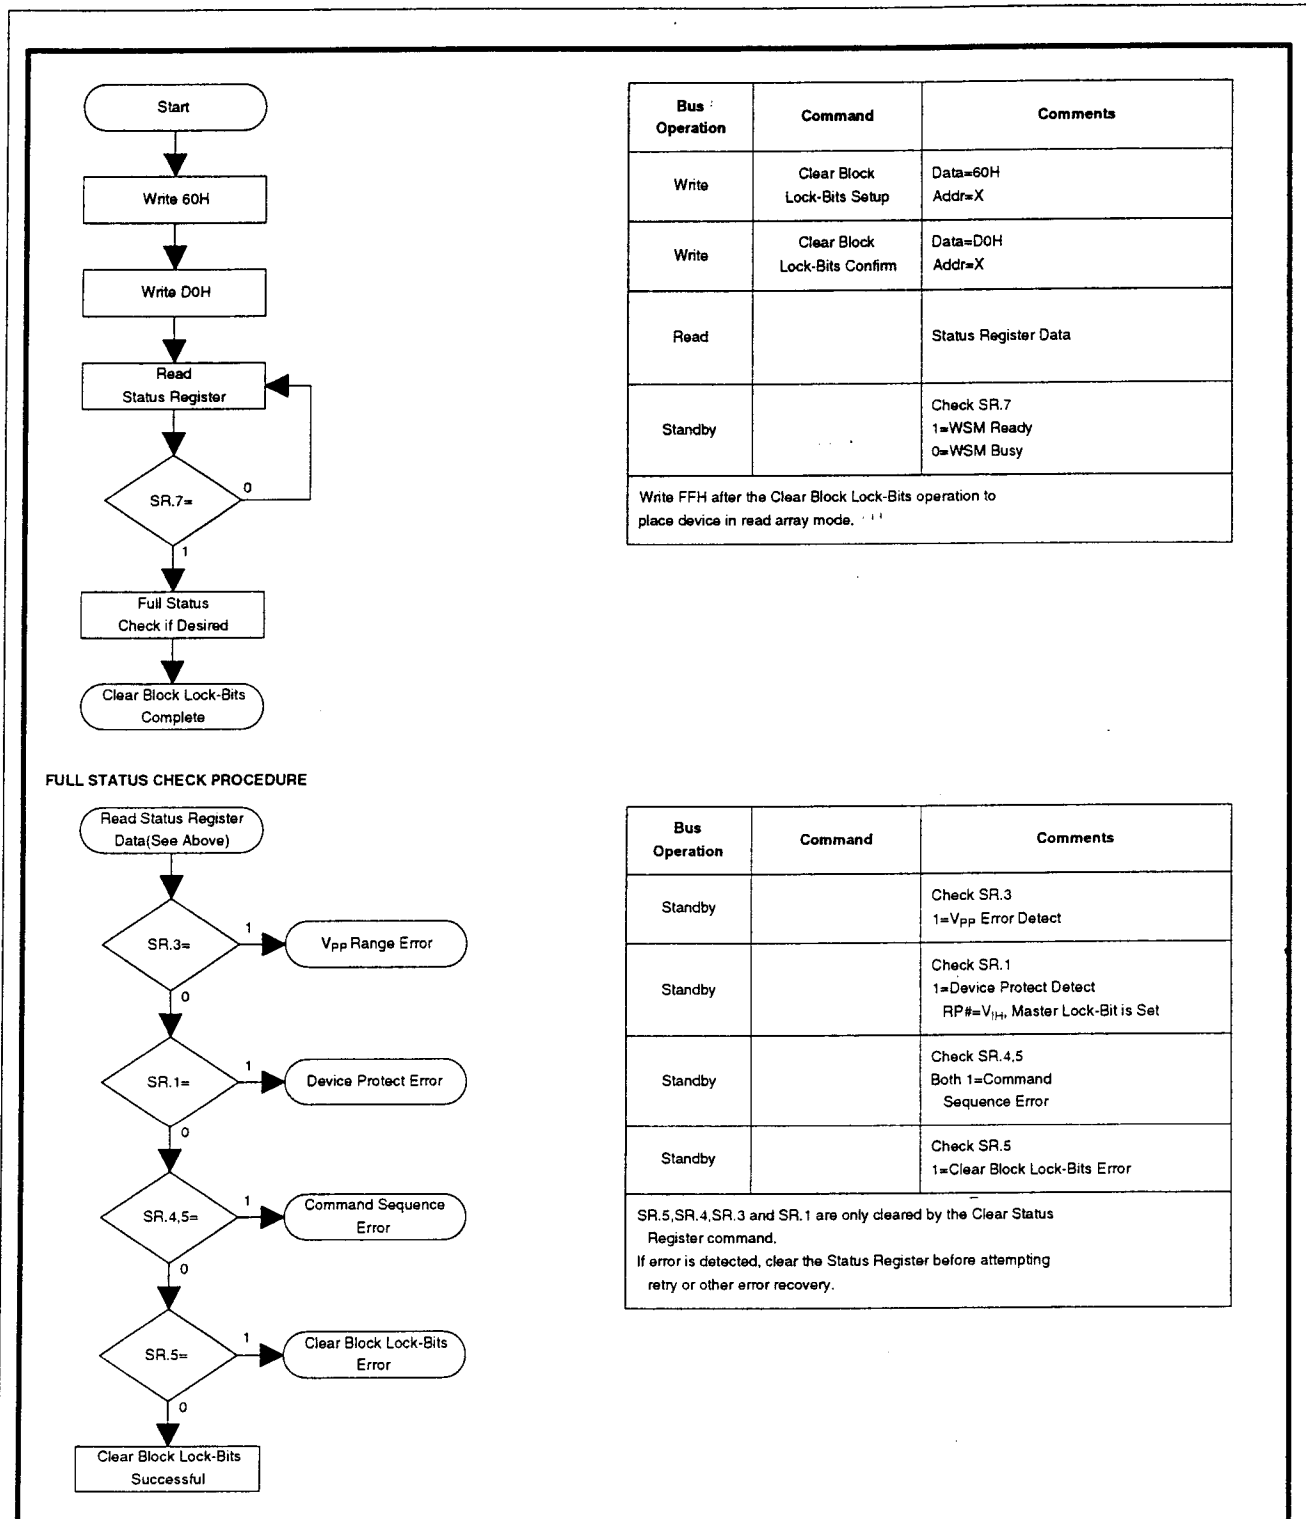 Start
Write 60H
Write D0H
Read
Status Register
SR.7=
0
1
Full Status
Check if Desired
Clear Block Lock-Bits
Complete
Bus
Operation
Command
Comments
Write
Clear Block
Lock-Bits Setup
Data=60H
Addr=X
Write
Clear Block
Lock-Bits Confirm
Data=D0H
Addr=X
Read
Status Register Data
Standby
Check SR.7
1=WSM Ready
0=WSM Busy
Write FFH after the Clear Block Lock-Bits operation to
place device in read array mode.
FULL STATUS CHECK PROCEDURE
Read Status Register
Data(See Above)
SR.3=
1
VPP Range Error
0
SR.1=
1
Device Protect Error
0
SR.4,5=
1
Command Sequence
Error
0
SR.5=
1
Clear Block Lock-Bits
Error
0
Clear Block Lock-Bits
Successful
Bus
Operation
Command
Comments
Standby
Check SR.3
1=VPP Error Detect
Standby
Check SR.1
1=Device Protect Detect
RP#=VIH, Master Lock-Bit is Set
Standby
Check SR.4,5
Both 1=Command
Sequence Error
Standby
Check SR.5
1=Clear Block Lock-Bits Error
SR.5,SR.4,SR.3 and SR.1 are only cleared by the Clear Status
Register command.
If error is detected, clear the Status Register before attempting
retry or other error recovery.